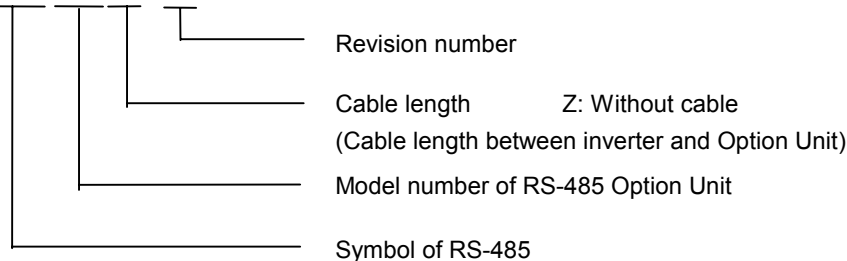 Revision number
Cable length Z: Without cable
(Cable length between inverter and Option Unit)
Model number of RS-485 Option Unit
Symbol of RS-485